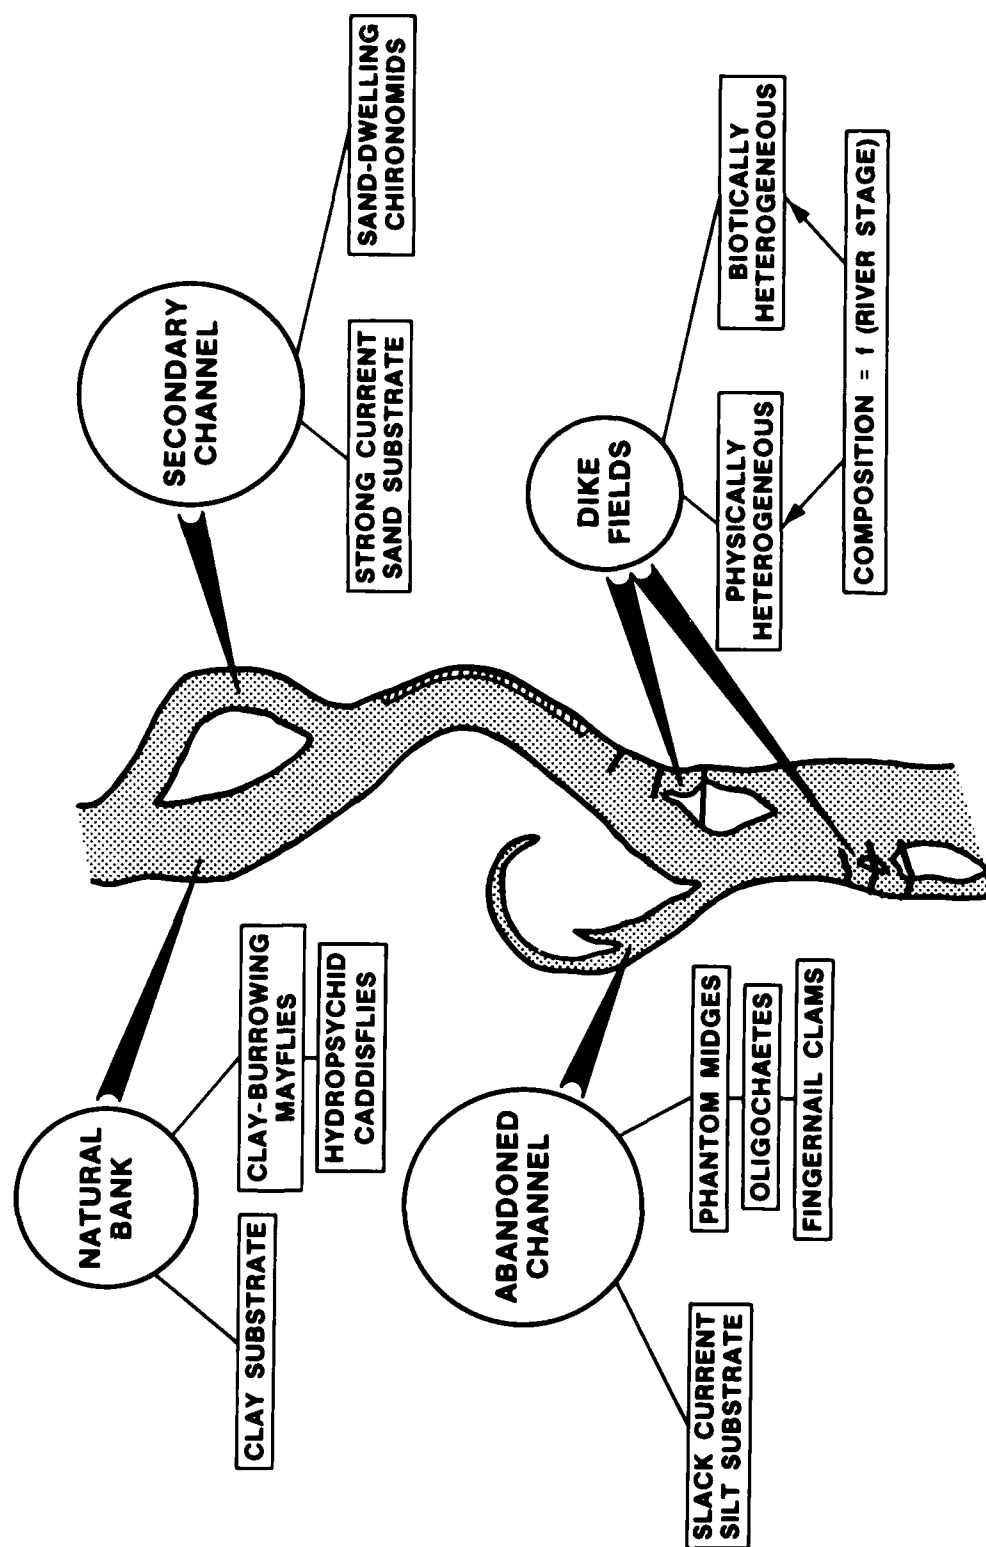 NATURAL
BANK
CLAY SUBSTRATE
CLAY-BURROWING
MAYFLIES
HYDROPSYCHID
CADDISFLIES
SECONDARY
CHANNEL
STRONG CURRENT
SAND SUBSTRATE
SAND-DWELLING
CHIRONOMIDS
ABANDONED
CHANNEL
SLACK CURRENT
SILT SUBSTRATE
PHANTOM MIDGES
OLIGOCHAETES
FINGERNAIL CLAMS
DIKE
FIELDS
PHYSICALLY
HETEROGENEOUS
BIOTICALLY
HETEROGENEOUS
COMPOSITION = f (RIVER STAGE)